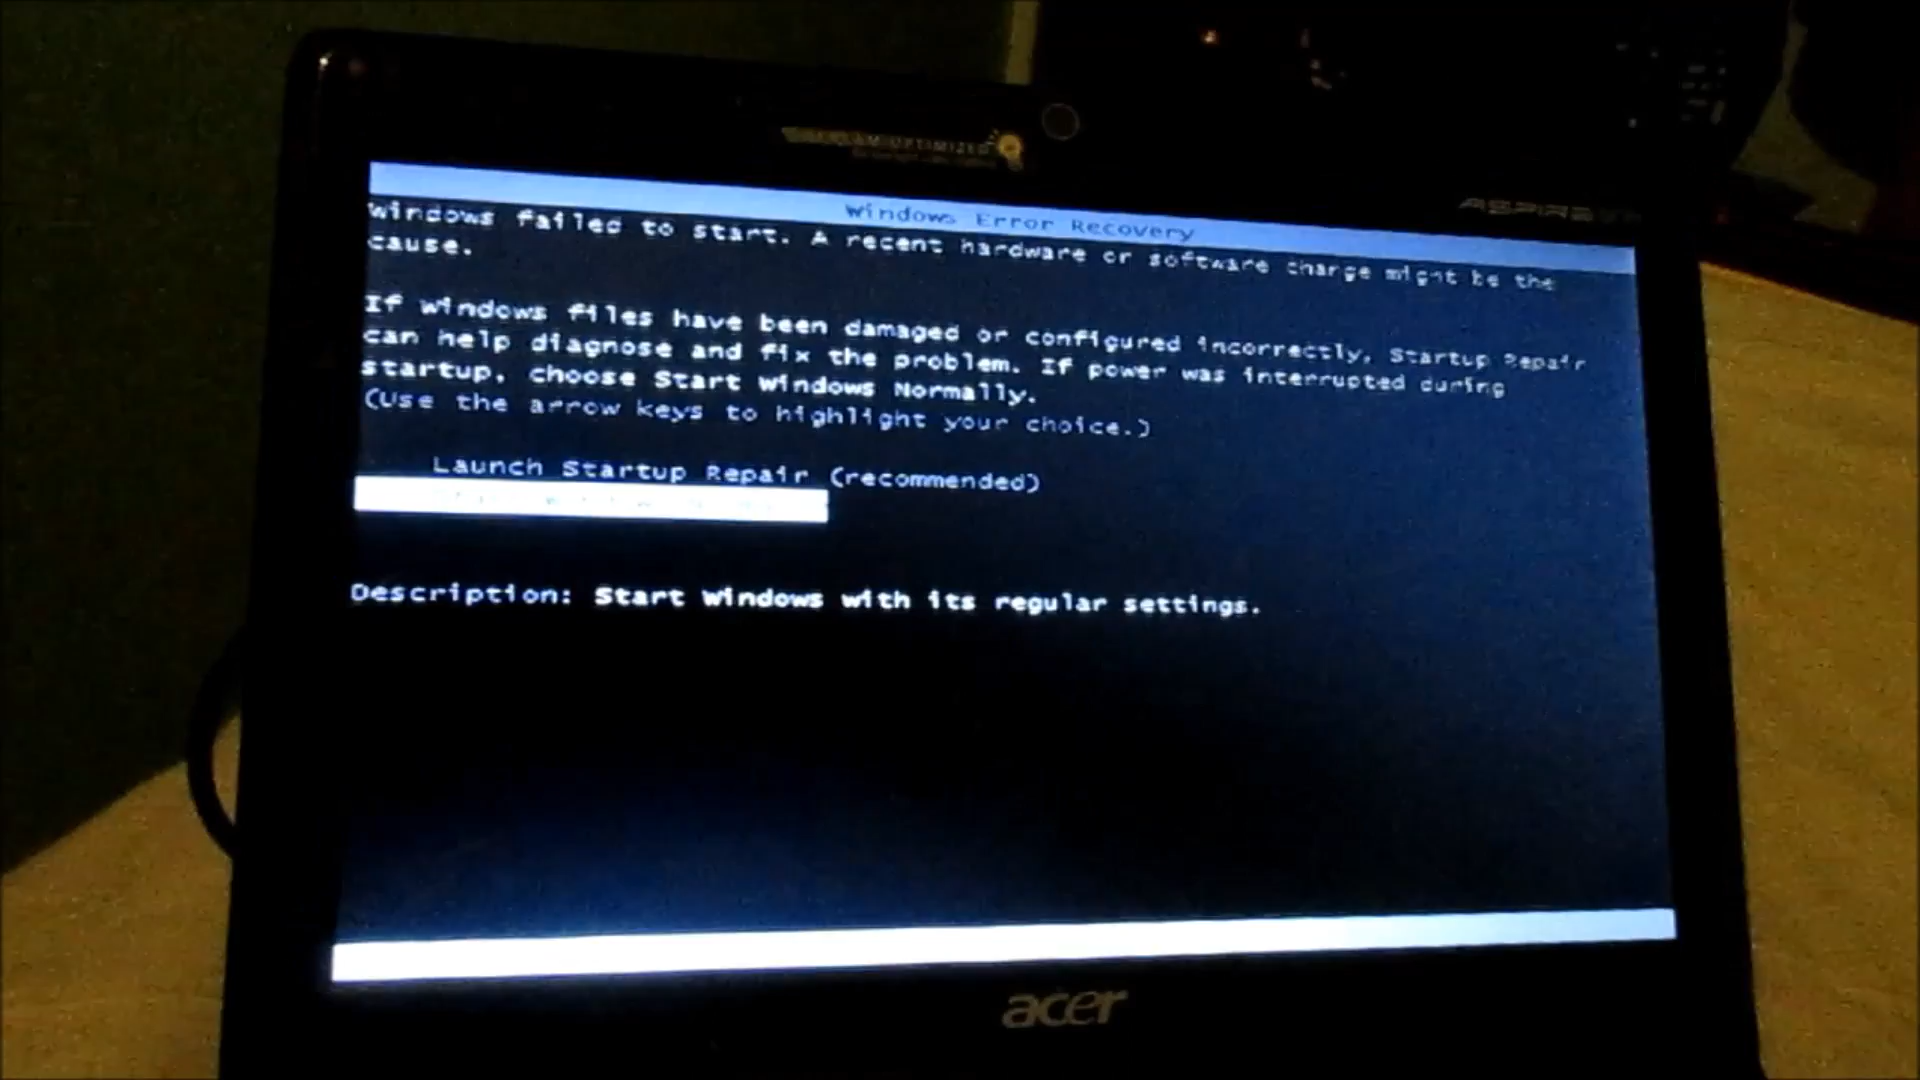 ASPIRE
Windows Error Recovery
Windows failed to start. A recent hardware or software change might be the
cause.
If Windows files have been damaged or configured incorrectly, Startup Repair
can help diagnose and fix the problem. If power was interrupted during
startup, choose Start Windows Normally.
(Use the arrow keys to highlight your choice.)
Launch Startup Repair (recommended)
Description: Start Windows with its regular settings.
acer